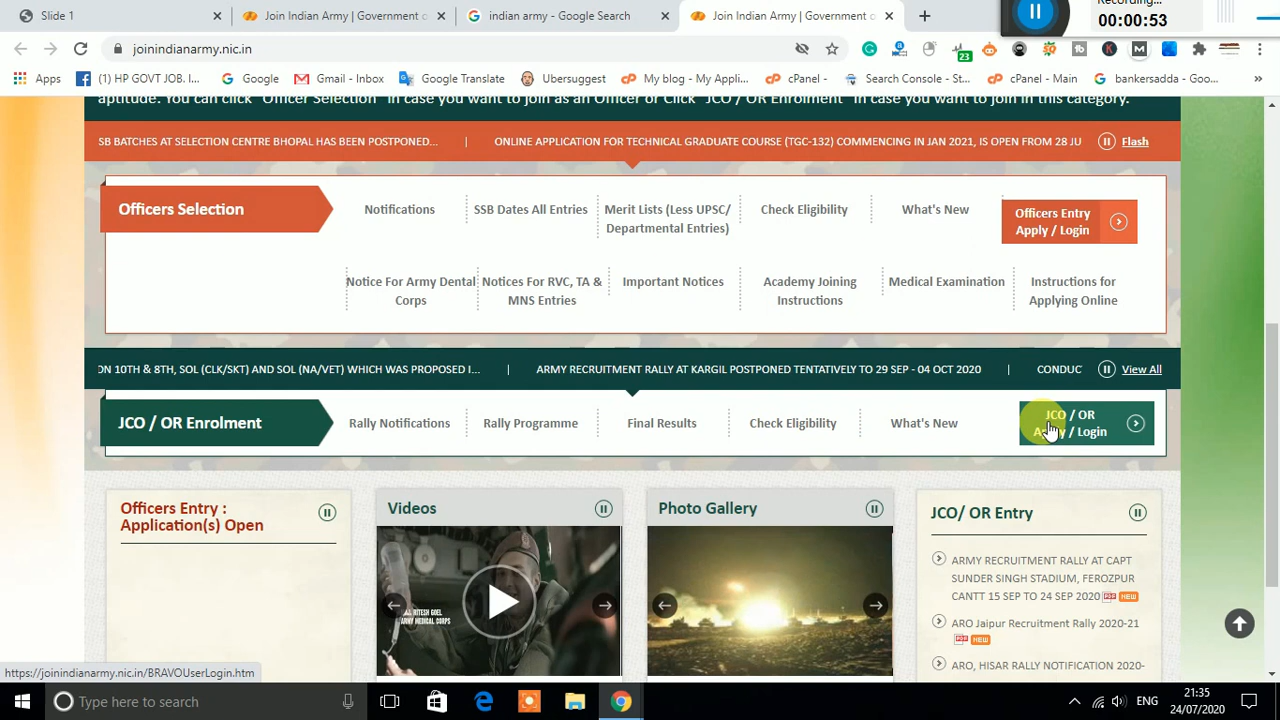 Slide 1
Join Indian Army | Government o
indian army - Google Search
Join Indian Army | Government o
Recording...
00:00:53
joinindianarmy.nic.in
23
Apps
(1) HP GOVT JOB. I...
Google
Gmail - Inbox
Google Translate
Ubersuggest
My blog - My Appli...
cPanel -
Search Console - St...
cPanel - Main
bankersadda - Goo...
aptitude. You can click "Officer Selection" in case you want to join as an Officer or Click "JCO / OR Enrolment" in case you want to join in this category.
SB BATCHES AT SELECTION CENTRE BHOPAL HAS BEEN POSTPONED... | ONLINE APPLICATION FOR TECHNICAL GRADUATE COURSE (TGC-132) COMMENCING IN JAN 2021, IS OPEN FROM 28 JU
Flash
Officers Selection
Notifications
SSB Dates All Entries
Merit Lists (Less UPSC/
Departmental Entries)
Check Eligibility
What's New
Officers Entry
Apply / Login
Notice For Army Dental
Corps
Notices For RVC, TA &
MNS Entries
Important Notices
Academy Joining
Instructions
Medical Examination
Instructions for
Applying Online
ON 10TH & 8TH, SOL (CLK/SKT) AND SOL (NA/VET) WHICH WAS PROPOSED I... | ARMY RECRUITMENT RALLY AT KARGIL POSTPONED TENTATIVELY TO 29 SEP - 04 OCT 2020 | CONDUC
View All
JCO / OR Enrolment
Rally Notifications
Rally Programme
Final Results
Check Eligibility
What's New
JCO / OR
Apply / Login
Officers Entry :
Application(s) Open
Videos
MAJ RITESH GOEL
ARMY MEDICAL CORPS
Photo Gallery
JCO/ OR Entry
ARMY RECRUITMENT RALLY AT CAPT
SUNDER SINGH STADIUM, FEROZPUR
CANTT 15 SEP TO 24 SEP 2020 PDF NEW
ARO Jaipur Recruitment Rally 2020-21
PDF NEW
ARO, HISAR RALLY NOTIFICATION 2020-
https://joinindianarmy.nic.in/BRAVOUserLogin.htm
Type here to search
ENG
21:35
24/07/2020